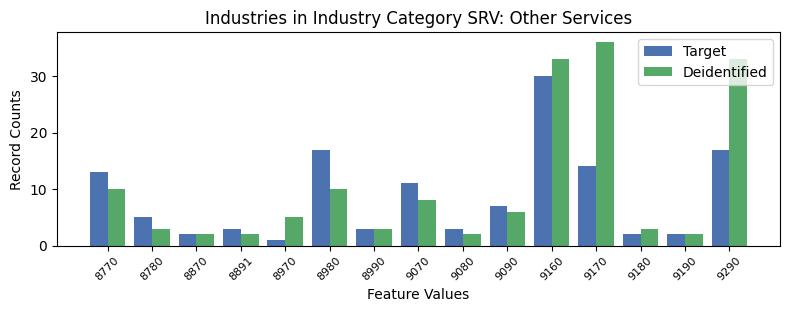 Industries in Industry Category SRV: Other Services
Target
Deidentified
Record Counts
30
20
10
0
8770 8780 8870 8891 8970 8980 8990 9070 9080 9090 9160 9170 9180 9190 9290
Feature Values